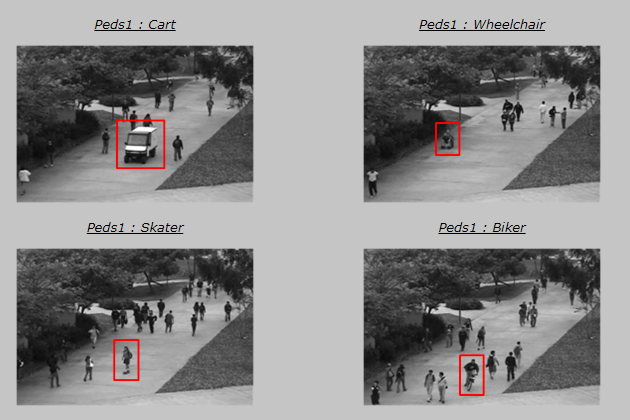 Peds1 : Cart
Peds1 : Wheelchair
Peds1 : Skater
Peds1 : Biker